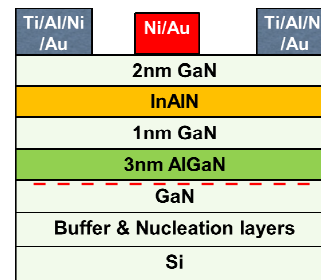 Ti/Al/Ni
/Au
Ni/Au
Ti/Al/N
/Au
2nm GaN
InAlN
1nm GaN
3nm AlGaN
GaN
Buffer & Nucleation layers
Si